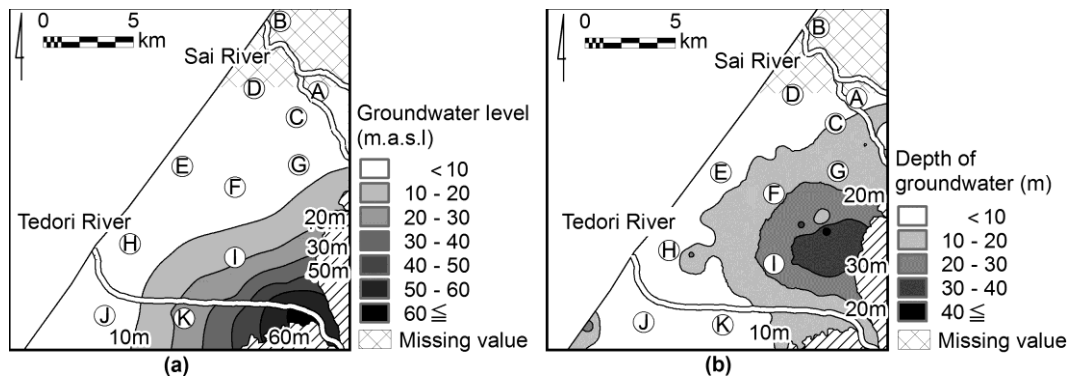 0 5
km
B
Sai River
D
A
C
E
G
F
Tedori River
H
I
J
K
20m
30m
50m
10m
60m
Groundwater level
(m.a.s.l)
< 10
10 - 20
20 - 30
30 - 40
40 - 50
50 - 60
60 ≦
Missing value
(a)
0 5
km
B
Sai River
D
A
C
E
G
F
20m
Tedori River
H
I
30m
J
K
20m
10m
Depth of
groundwater (m)
< 10
10 - 20
20 - 30
30 - 40
40 ≦
Missing value
(b)